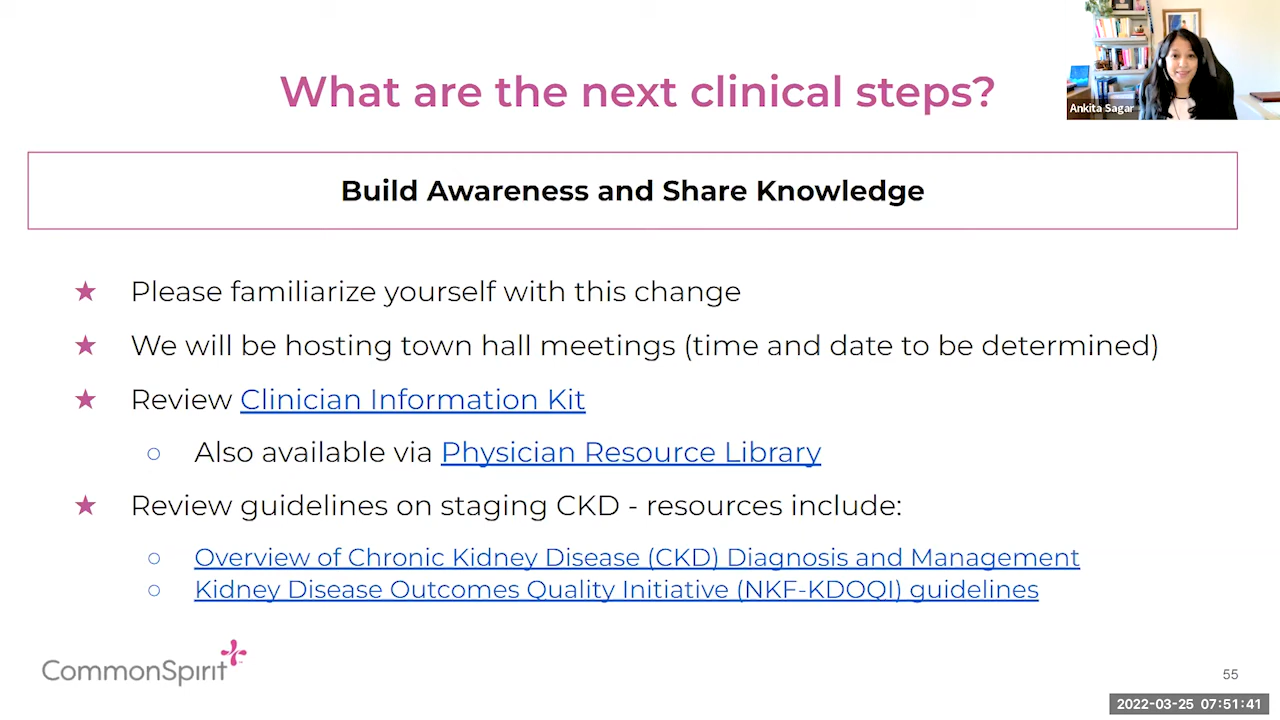 What are the next clinical steps?
Ankita Sagar
Build Awareness and Share Knowledge
★ Please familiarize yourself with this change
★ We will be hosting town hall meetings (time and date to be determined)
★ Review Clinician Information Kit
○ Also available via Physician Resource Library
★ Review guidelines on staging CKD - resources include:
○ Overview of Chronic Kidney Disease (CKD) Diagnosis and Management
○ Kidney Disease Outcomes Quality Initiative (NKF-KDOQI) guidelines
CommonSpirit
55
2022-03-25 07:51:41